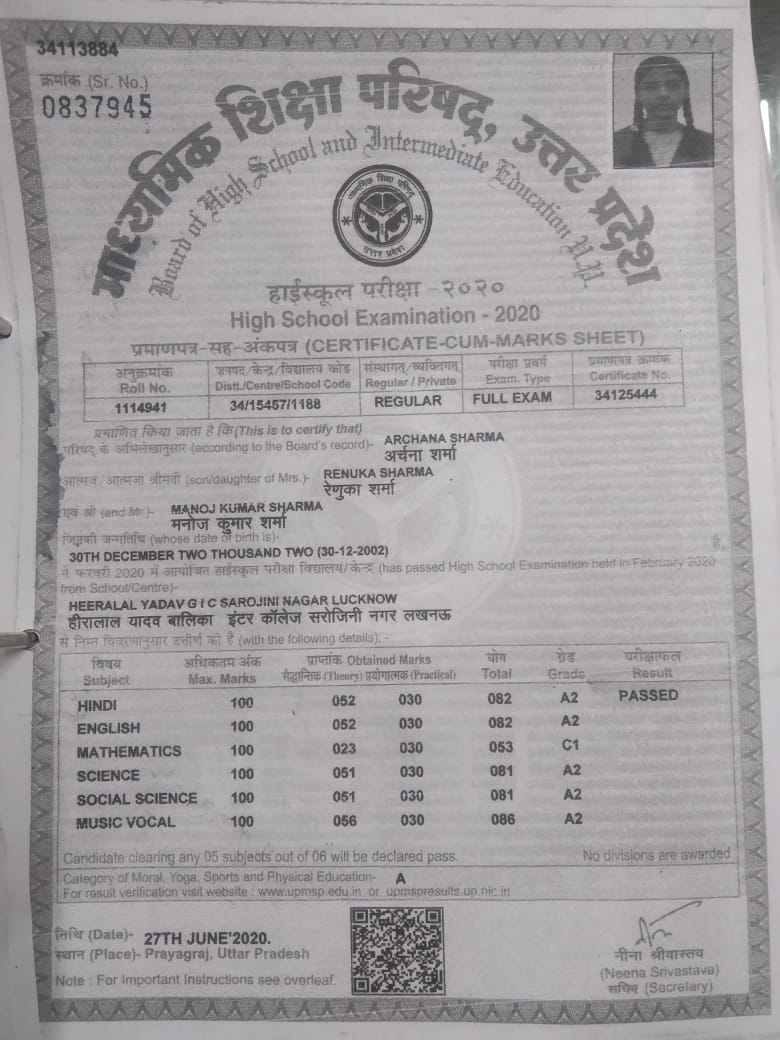 34113884
क्रमांक (Sr. No.)
0837945
माध्यमिक शिक्षा परिषद्, उत्तर प्रदेश
Board of High School and Intermediate Education U.P.
माध्यमिक शिक्षा परिषद्
उत्तर प्रदेश
हाईस्कूल परीक्षा -२०२०
High School Examination - 2020
प्रमाणपत्र-सह-अंकपत्र (CERTIFICATE-CUM-MARKS SHEET)
अनुक्रमांक जनपद/केन्द्र/विद्यालय कोड संस्थागत/व्यक्तिगत परीक्षा प्रवर्ग प्रमाणपत्र क्रमांक
Roll No. Distt./Centre/School Code Regular / Private Exam. Type Certificate No.
1114941 34/15457/1188 REGULAR FULL EXAM 34125444
प्रमाणित किया जाता है कि(This is to certify that)
परिषद के अभिलेखानुसार (according to the Board's record)- ARCHANA SHARMA
अर्चना शर्मा
आत्मज/आत्मजा श्रीमती (son/daughter of Mrs.)- RENUKA SHARMA
रेणुका शर्मा
एवं श्री (and Mr.)- MANOJ KUMAR SHARMA
मनोज कुमार शर्मा
जिनकी जन्मतिथि (whose date of birth is)-
30TH DECEMBER TWO THOUSAND TWO (30-12-2002) है,
ने फरवरी 2020 में आयोजित हाईस्कूल परीक्षा विद्यालय/केन्द्र (has passed High School Examination held in February 2020
from School/Centre)-
HEERALAL YADAV G I C SAROJINI NAGAR LUCKNOW
हीरालाल यादव बालिका इंटर कॉलेज सरोजिनी नगर लखनऊ
से निम्न विवरणानुसार उत्तीर्ण की है (with the following details): -
विषय अधिकतम अंक प्राप्तांक Obtained Marks योग ग्रेड परीक्षाफल
Subject Max. Marks सैद्धान्तिक (Theory) प्रयोगात्मक (Practical) Total Grade Result
HINDI 100 052 030 082 A2 PASSED
ENGLISH 100 052 030 082 A2
MATHEMATICS 100 023 030 053 C1
SCIENCE 100 051 030 081 A2
SOCIAL SCIENCE 100 051 030 081 A2
MUSIC VOCAL 100 056 030 086 A2
Candidate clearing any 05 subjects out of 06 will be declared pass. No divisions are awarded
Category of Moral, Yoga, Sports and Physical Education- A
For result verification visit website : www.upmsp.edu.in or upmspresults.up.nic.in
तिथि (Date)- 27TH JUNE'2020.
स्थान (Place)- Prayagraj, Uttar Pradesh
Note : For Important Instructions see overleaf.
नीना श्रीवास्तव
(Neena Srivastava)
सचिव (Secretary)